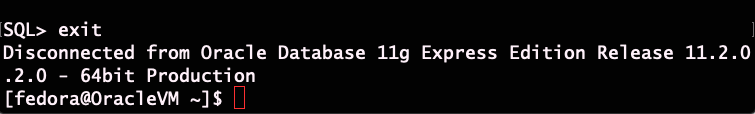 SQL> exit
Disconnected from Oracle Database 11g Express Edition Release 11.2.0
.2.0 - 64bit Production
[fedora@OracleVM ~]$